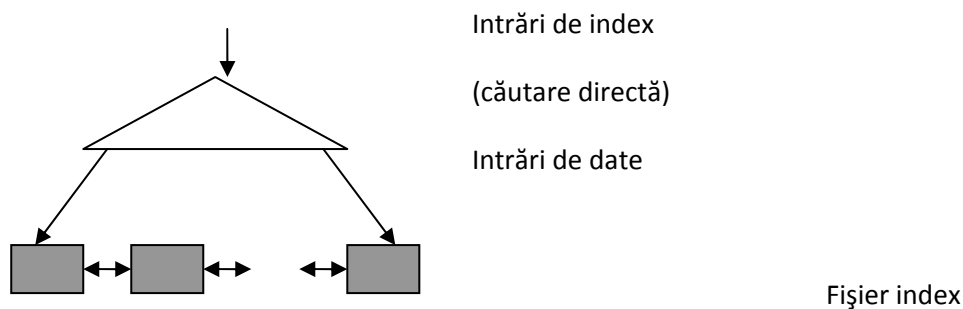 Intrări de index
(căutare directă)
Intrări de date
Fişier index